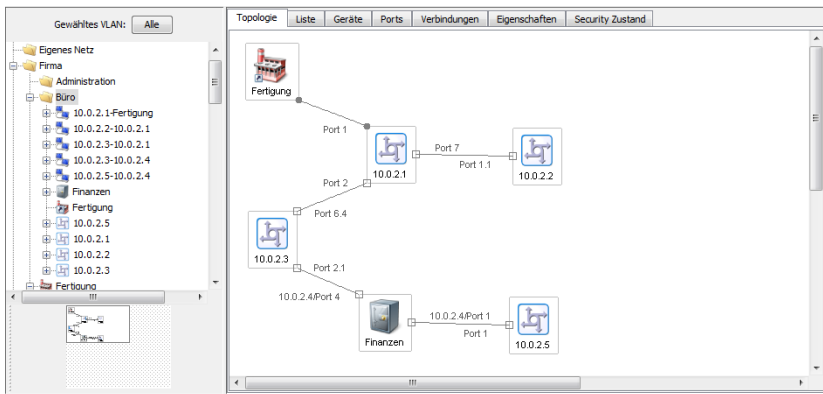 Gewähltes VLAN: Alle
Eigenes Netz
Firma
Administration
Büro
10.0.2.1-Fertigung
10.0.2.2-10.0.2.1
10.0.2.3-10.0.2.1
10.0.2.3-10.0.2.4
10.0.2.5-10.0.2.4
Finanzen
Fertigung
10.0.2.5
10.0.2.1
10.0.2.2
10.0.2.3
Fertigung
Topologie Liste Geräte Ports Verbindungen Eigenschaften Security Zustand
Fertigung
Port 1
Port 7
Port 1.1
10.0.2.1
10.0.2.2
Port 2
Port 6.4
10.0.2.3
Port 2.1
10.0.2.4/Port 4
10.0.2.4/Port 1
Port 1
Finanzen
10.0.2.5